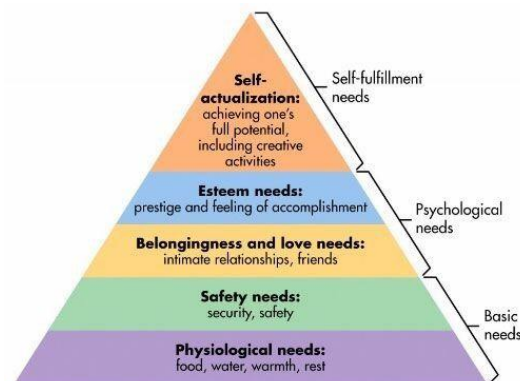 Self-
actualization:
achieving one's
full potential,
including creative
activities
Self-fulfillment
needs
Esteem needs:
prestige and feeling of accomplishment
Psychological
needs
Belongingness and love needs:
intimate relationships, friends
Safety needs:
security, safety
Basic
needs
Physiological needs:
food, water, warmth, rest